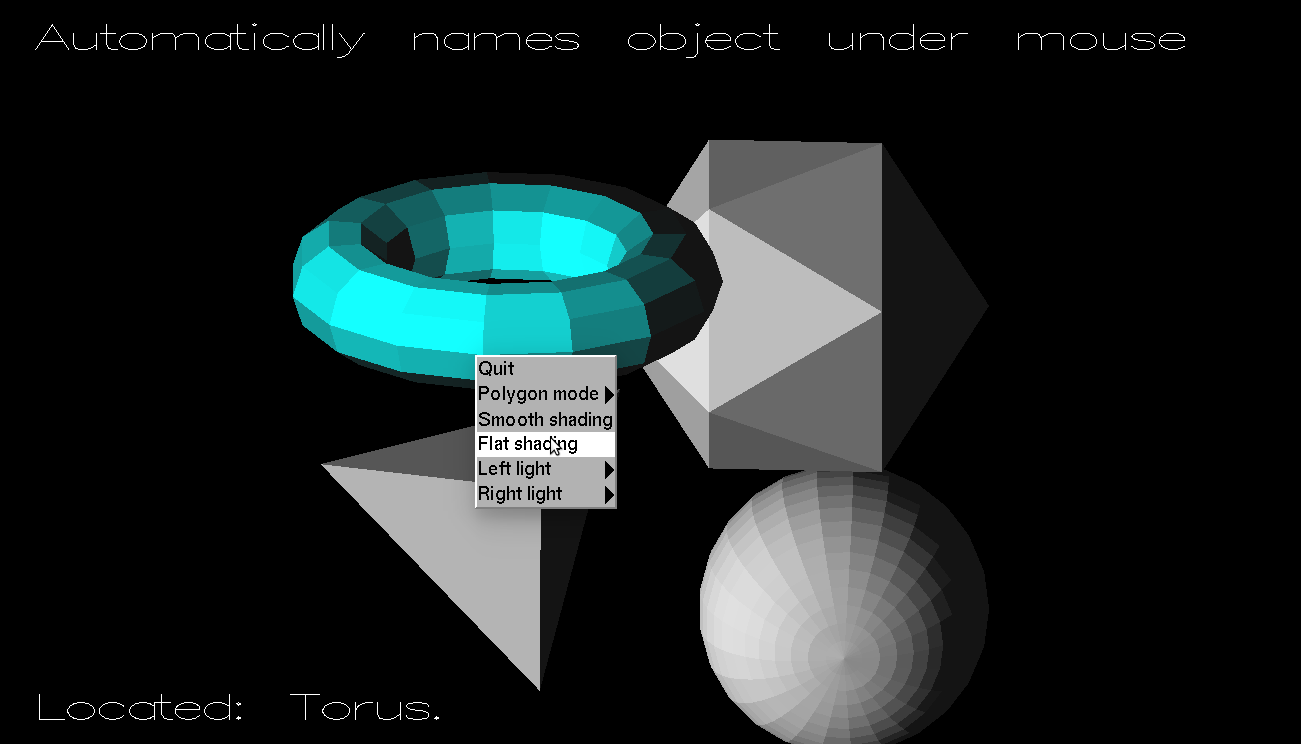 Automatically names object under mouse
Quit
Polygon mode
Smooth shading
Flat shading
Left light
Right light
Located: Torus.